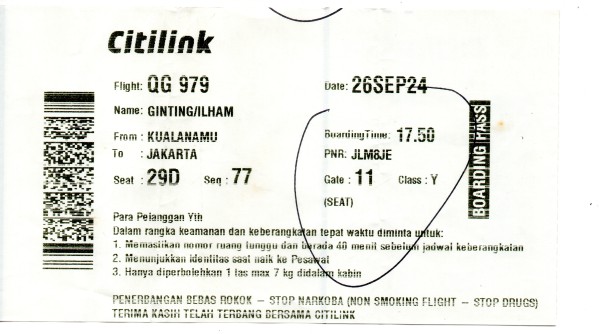 Citilink
Flight: QG 979 Date: 26SEP24
Name: GINTING/ILHAM
From : KUALANAMU BoardingTime: 17.50
To : JAKARTA PNR: JLM8JE
Seat : 29D Seq : 77 Gate : 11 Class : Y
(SEAT)
BOARDING PASS
Para Pelanggan Yth
Dalam rangka keamanan dan keberangkatan tepat waktu diminta untuk:
1. Memastikan nomor ruang tunggu dan berada 40 menit sebelum jadwal keberangkatan
2. Menunjukkan identitas saat naik ke Pesawat
3. Hanya diperbolehkan 1 tas max 7 kg didalam kabin
PENERBANGAN BEBAS ROKOK – STOP NARKOBA (NON SMOKING FLIGHT – STOP DRUGS)
TERIMA KASIH TELAH TERBANG BERSAMA CITILINK